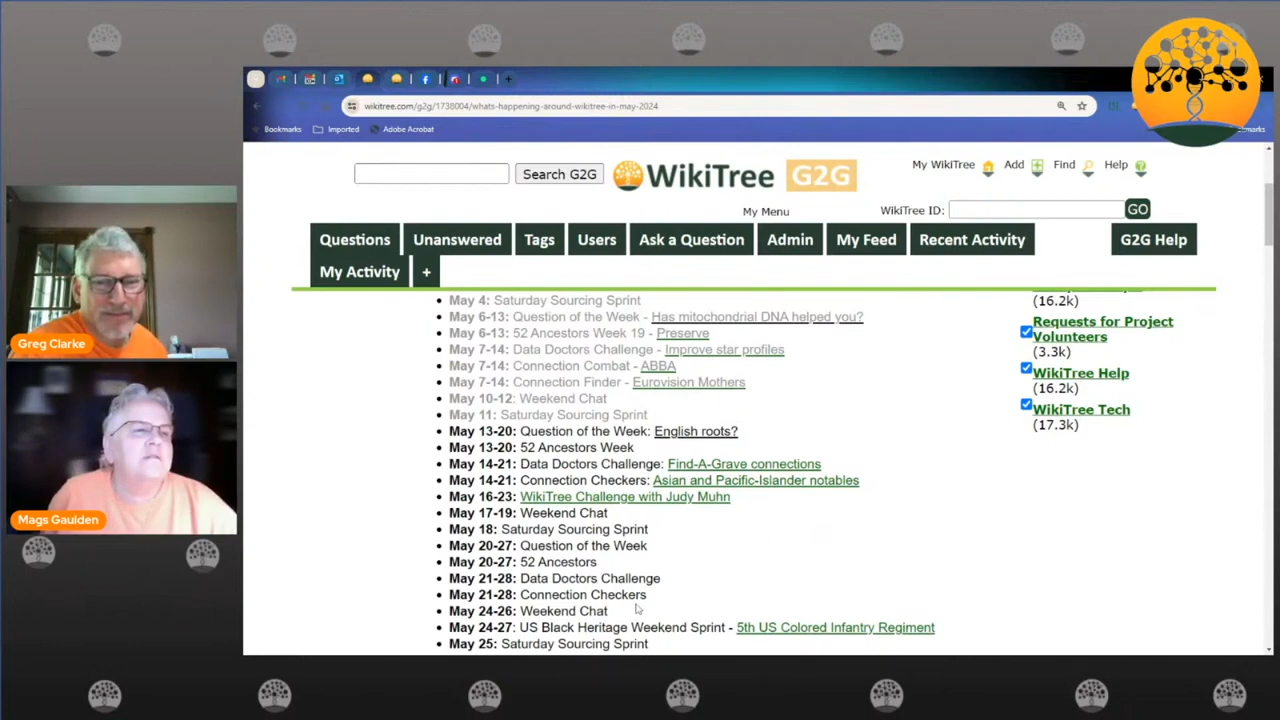 wikitree.com/g2g/1738004/whats-happening-around-wikitree-in-may-2024
Bookmarks
Imported
Adobe Acrobat
Search G2G
WikiTree G2G
My WikiTree
Add
Find
Help
My Menu
WikiTree ID:
GO
Questions
Unanswered
Tags
Users
Ask a Question
Admin
My Feed
Recent Activity
G2G Help
My Activity
+
• May 4: Saturday Sourcing Sprint
• May 6-13: Question of the Week - Has mitochondrial DNA helped you?
• May 6-13: 52 Ancestors Week 19 - Preserve
• May 7-14: Data Doctors Challenge - Improve star profiles
• May 7-14: Connection Combat - ABBA
• May 7-14: Connection Finder - Eurovision Mothers
• May 10-12: Weekend Chat
• May 11: Saturday Sourcing Sprint
• May 13-20: Question of the Week: English roots?
• May 13-20: 52 Ancestors Week
• May 14-21: Data Doctors Challenge: Find-A-Grave connections
• May 14-21: Connection Checkers: Asian and Pacific-Islander notables
• May 16-23: WikiTree Challenge with Judy Muhn
• May 17-19: Weekend Chat
• May 18: Saturday Sourcing Sprint
• May 20-27: Question of the Week
• May 20-27: 52 Ancestors
• May 21-28: Data Doctors Challenge
• May 21-28: Connection Checkers
• May 24-26: Weekend Chat
• May 24-27: US Black Heritage Weekend Sprint - 5th US Colored Infantry Regiment
• May 25: Saturday Sourcing Sprint
(16.2k)
Requests for Project
Volunteers
(3.3k)
WikiTree Help
(16.2k)
WikiTree Tech
(17.3k)
Greg Clarke
Mags Gaulden